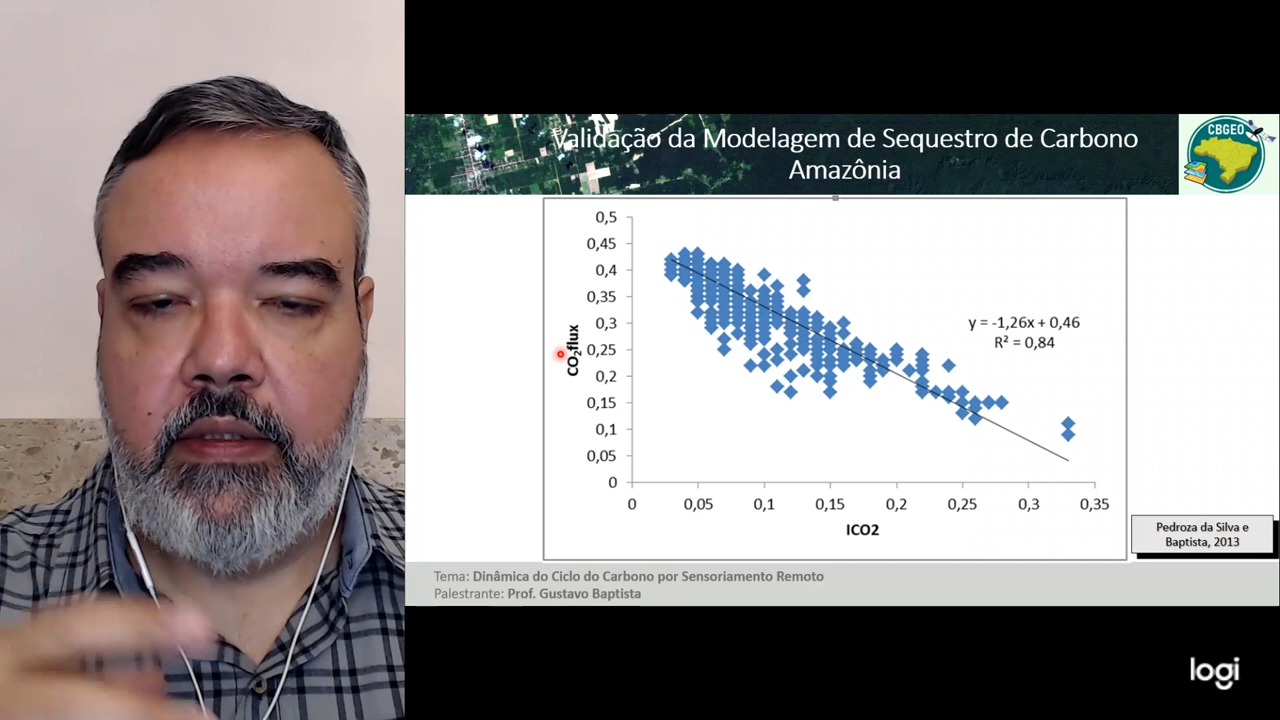 Validação da Modelagem de Sequestro de Carbono
Amazônia
CBGEO
0,5
0,45
0,4
0,35
0,3
0,25
0,2
0,15
0,1
0,05
0
CO₂flux
y = -1,26x + 0,46
R² = 0,84
0 0,05 0,1 0,15 0,2 0,25 0,3 0,35
ICO2
Pedroza da Silva e
Baptista, 2013
Tema: Dinâmica do Ciclo do Carbono por Sensoriamento Remoto
Palestrante: Prof. Gustavo Baptista
logi